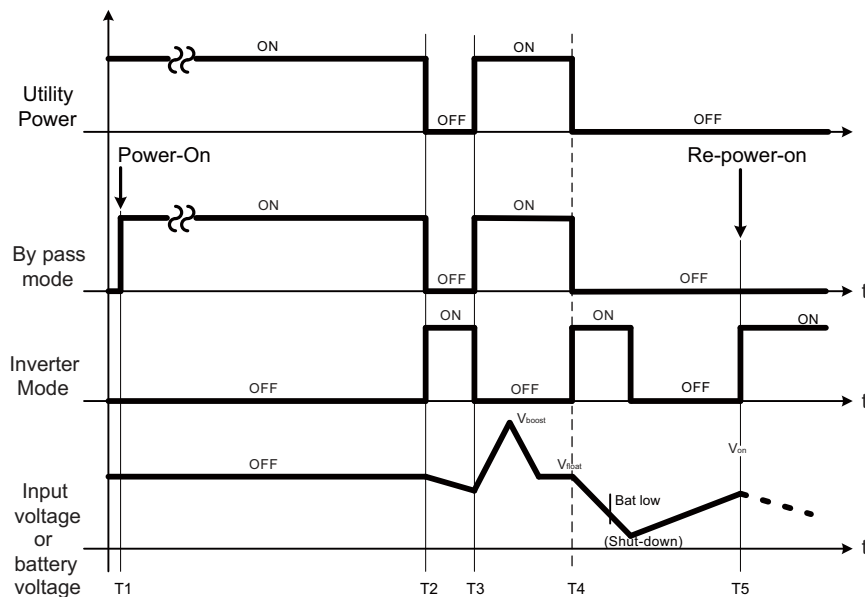 ON
ON
Utility
Power
OFF
OFF
Power-On
Re-power-on
ON
ON
By pass
mode
OFF
OFF
t
ON
ON
ON
Inverter
Mode
OFF
OFF
OFF
t
Vboost
Von
OFF
Vfloat
Input
voltage
or
battery
voltage
Bat low
(Shut-down)
t
T1
T2
T3
T4
T5